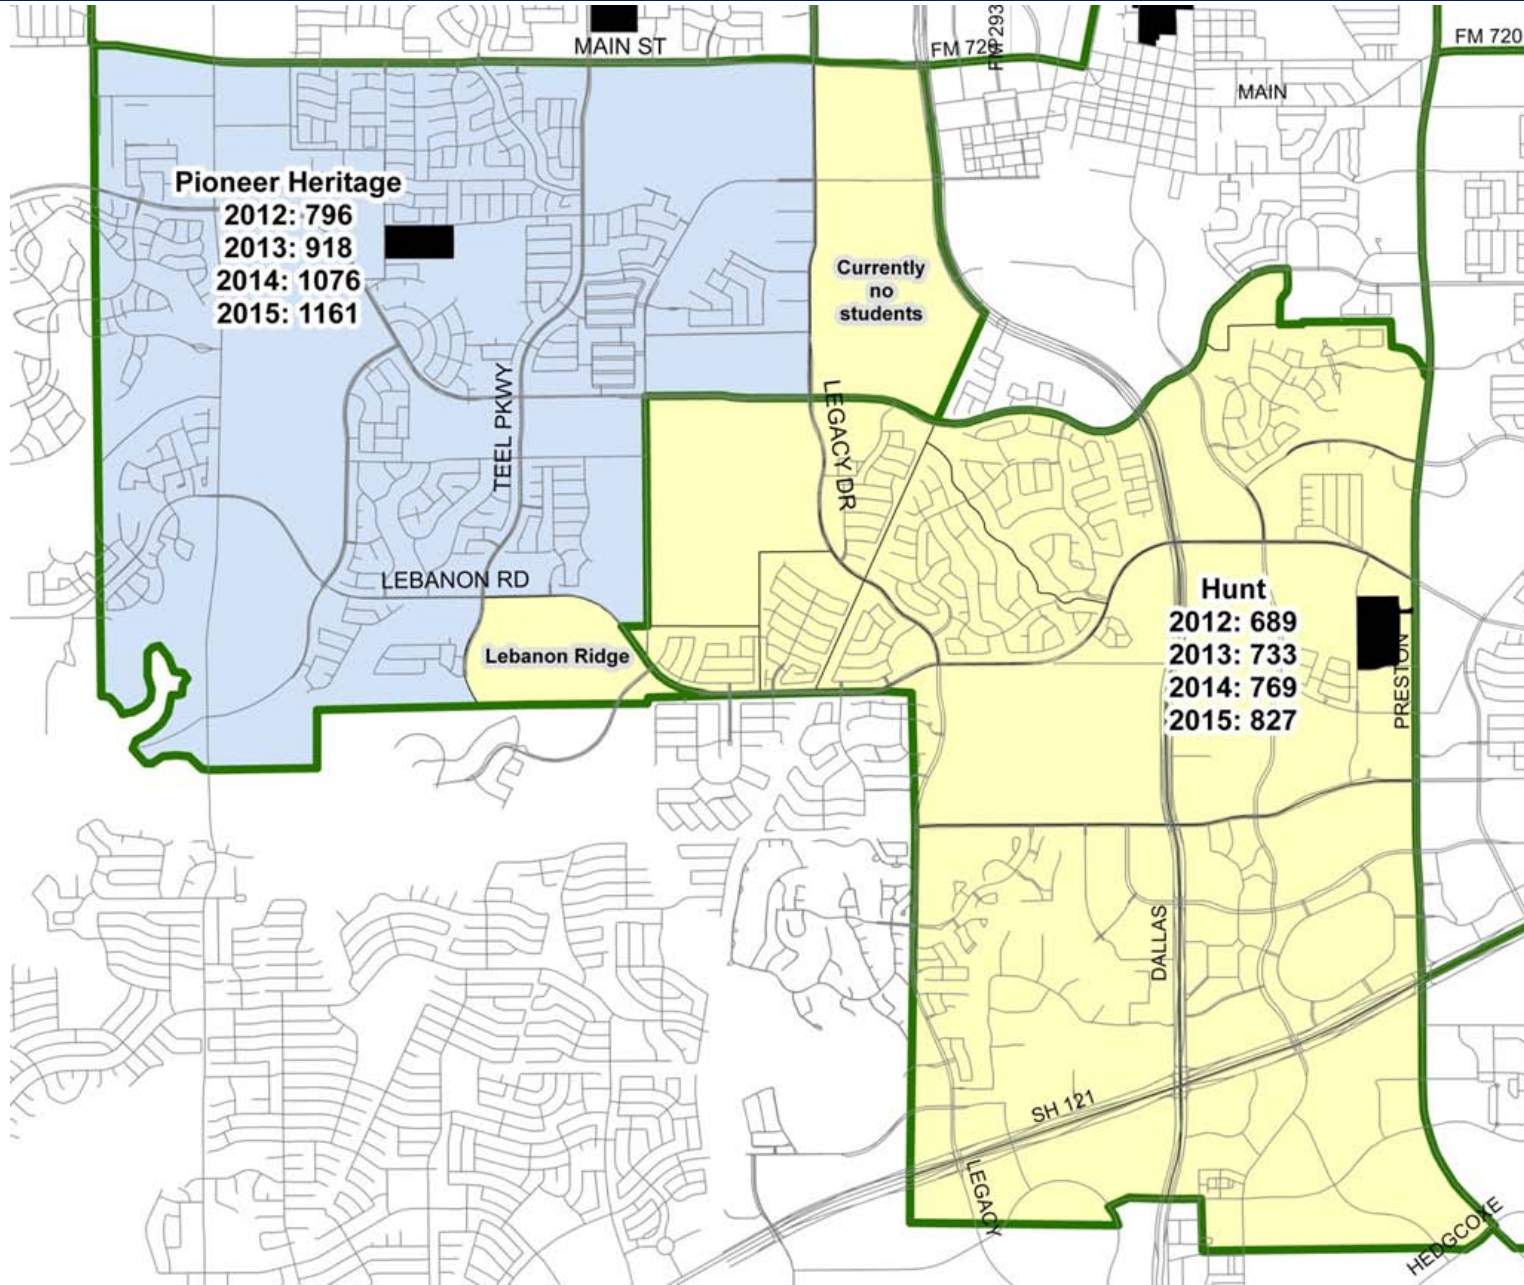 MAIN ST
FM 720
FM 293
FM 720
MAIN
Pioneer Heritage
2012: 796
2013: 918
2014: 1076
2015: 1161
Currently
no
students
TEEL PKWY
LEGACY DR
LEBANON RD
Lebanon Ridge
Hunt
2012: 689
2013: 733
2014: 769
2015: 827
PRESTON
DALLAS
SH 121
LEGACY
HEDGCOXE